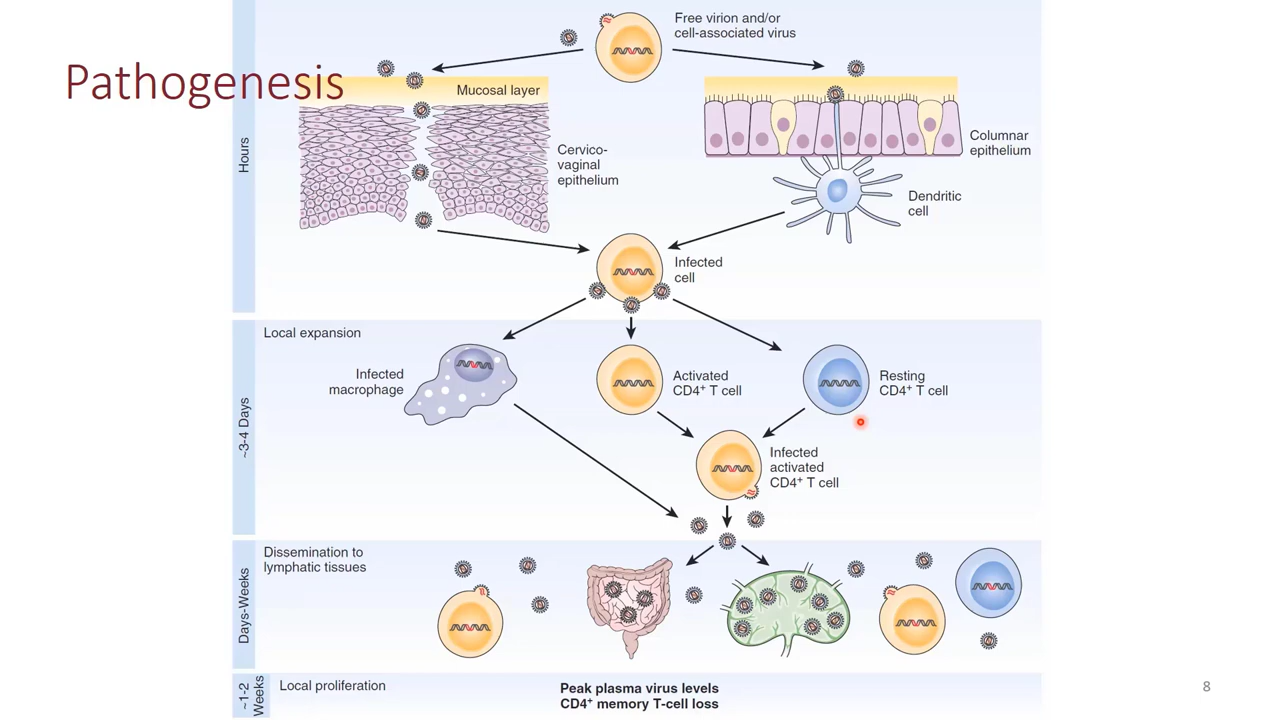 Pathogenesis
Free virion and/or
cell-associated virus
Hours
Mucosal layer
Cervico-
vaginal
epithelium
Columnar
epithelium
Dendritic
cell
Infected
cell
~3-4 Days
Local expansion
Infected
macrophage
Activated
CD4⁺ T cell
Resting
CD4⁺ T cell
Infected
activated
CD4⁺ T cell
Days-Weeks
Dissemination to
lymphatic tissues
~1-2
Weeks
Local proliferation
Peak plasma virus levels
CD4⁺ memory T-cell loss
8